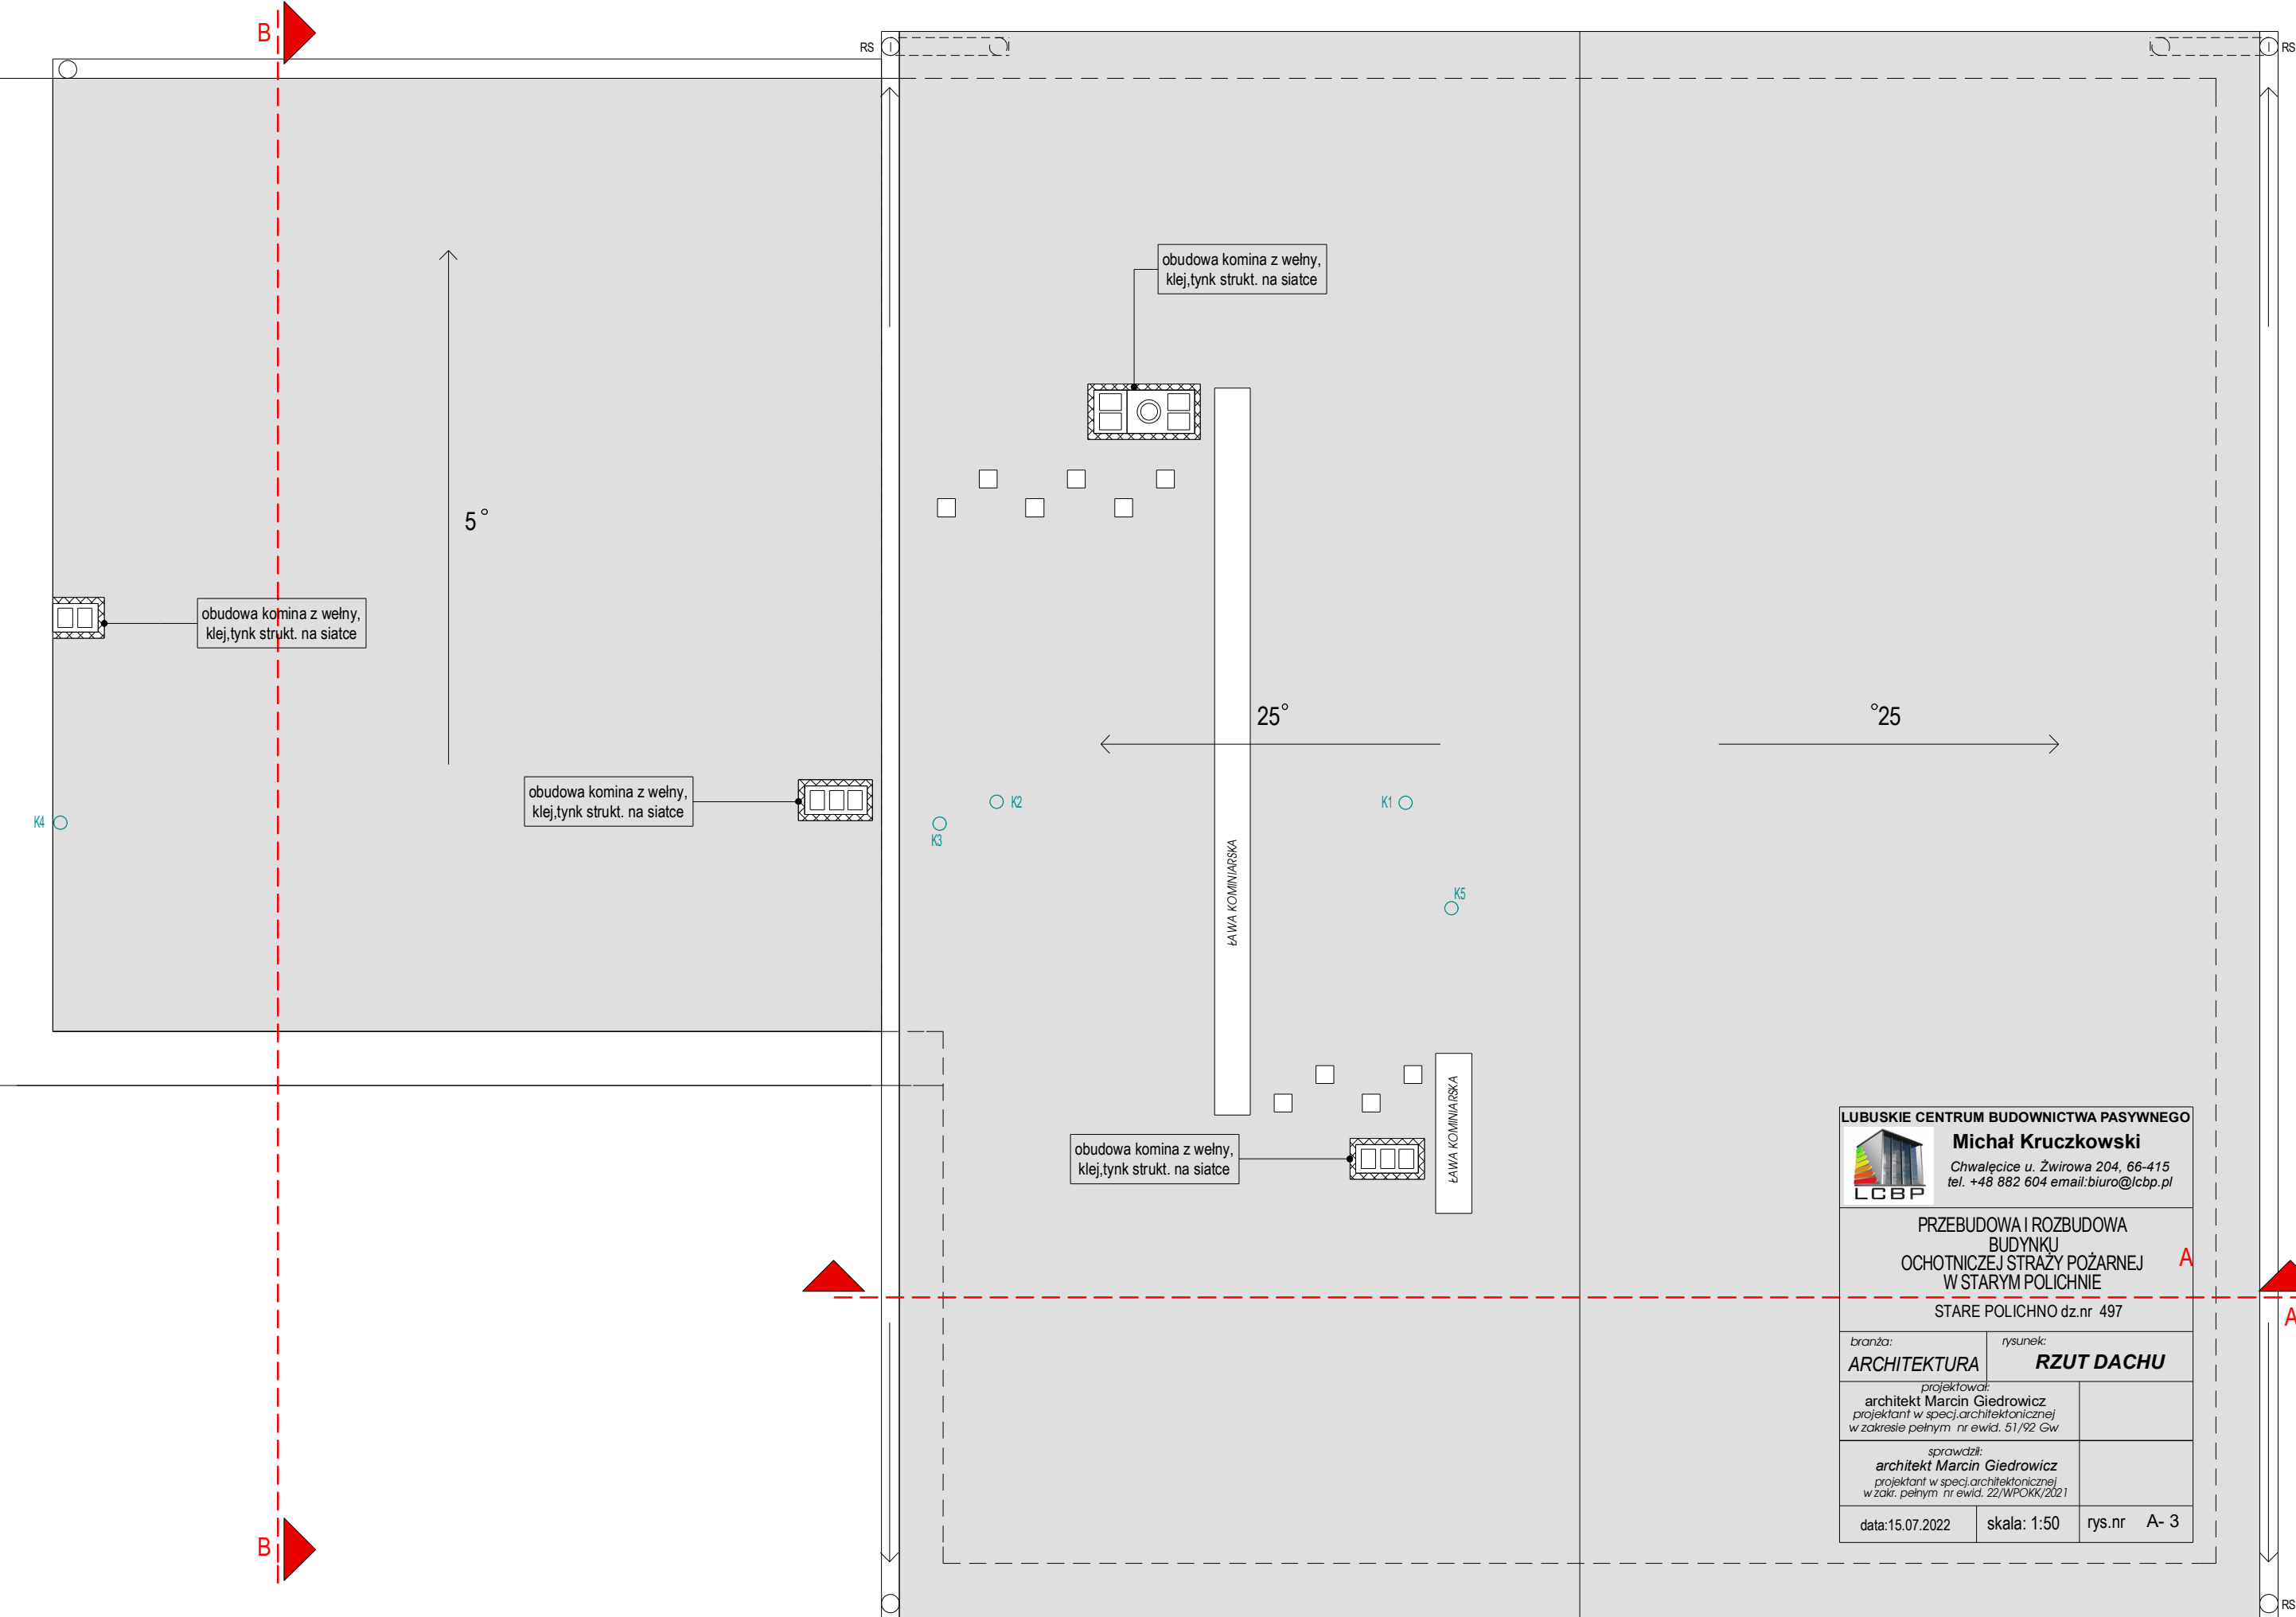 B
RS
RS
obudowa komina z wełny,
klej,tynk strukt. na siatce
5°
obudowa komina z wełny,
klej,tynk strukt. na siatce
25°
°25
obudowa komina z wełny,
klej,tynk strukt. na siatce
K2
K1
K4
K3
ŁAWA KOMINIARSKA
K5
ŁAWA KOMINIARSKA
obudowa komina z wełny,
klej,tynk strukt. na siatce
LUBUSKIE CENTRUM BUDOWNICTWA PASYWNEGO
Michał Kruczkowski
Chwalęcice u. Żwirowa 204, 66-415
tel. +48 882 604 email:biuro@lcbp.pl
LCBP
PRZEBUDOWA I ROZBUDOWA
BUDYNKU
OCHOTNICZEJ STRAŻY POŻARNEJ
W STARYM POLICHNIE
A
STARE POLICHNO dz.nr 497
A
branża:
ARCHITEKTURA
rysunek:
RZUT DACHU
projektował:
architekt Marcin Giedrowicz
projektant w specj.architektonicznej
w zakresie pełnym nr ewid. 51/92 Gw
sprawdził:
architekt Marcin Giedrowicz
projektant w specj.architektonicznej
w zakr. pełnym nr ewid. 22/WPOKK/2021
data:15.07.2022
skala: 1:50
rys.nr A- 3
B
RS